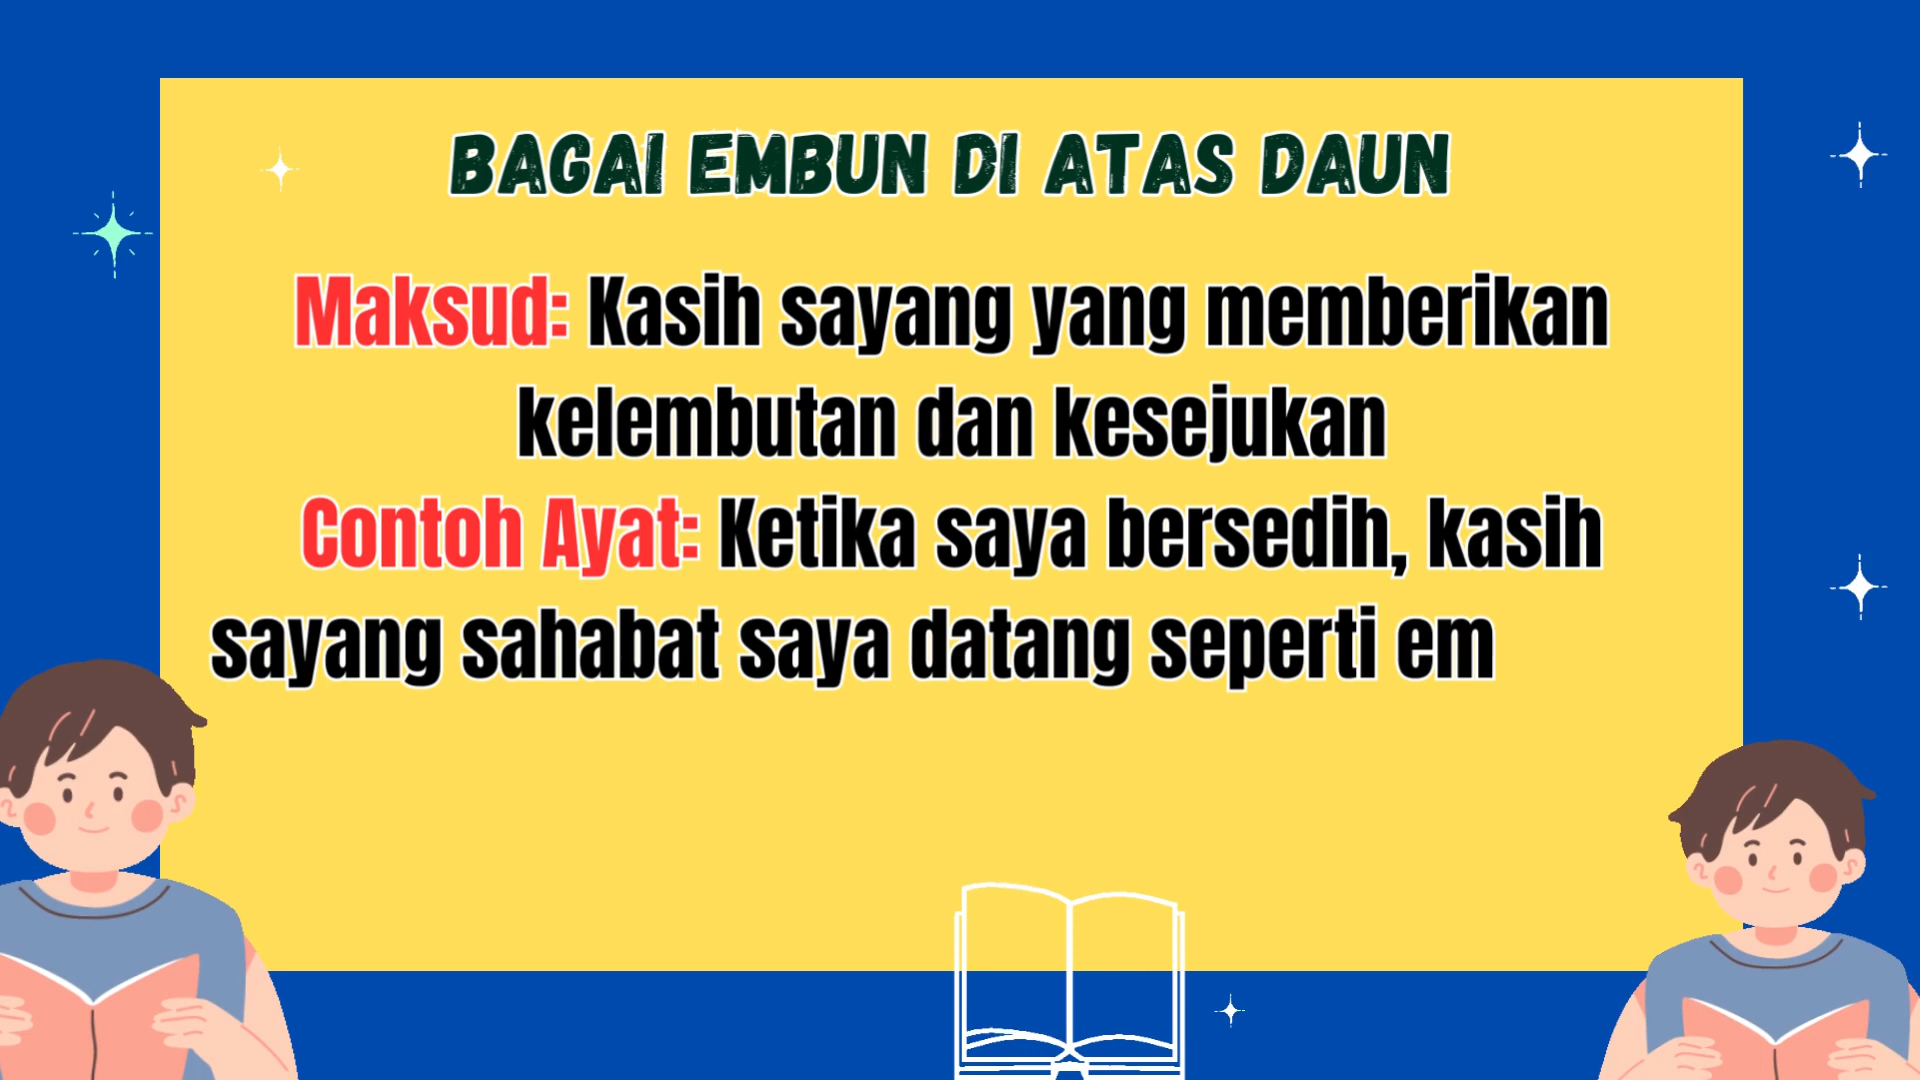 BAGAI EMBUN DI ATAS DAUN
Maksud: Kasih sayang yang memberikan
kelembutan dan kesejukan
Contoh Ayat: Ketika saya bersedih, kasih
sayang sahabat saya datang seperti em